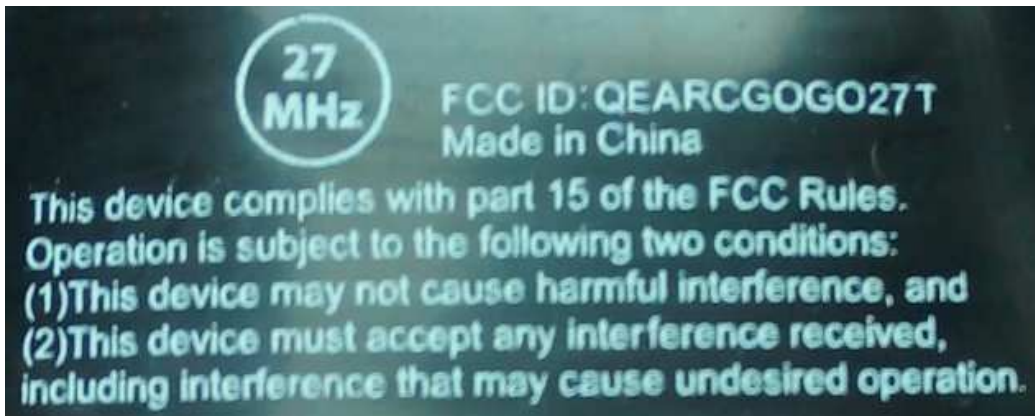 27
MHz
FCC ID: QEARCGOGO27T
Made in China
This device complies with part 15 of the FCC Rules.
Operation is subject to the following two conditions:
(1)This device may not cause harmful interference, and
(2)This device must accept any interference received,
including interference that may cause undesired operation.